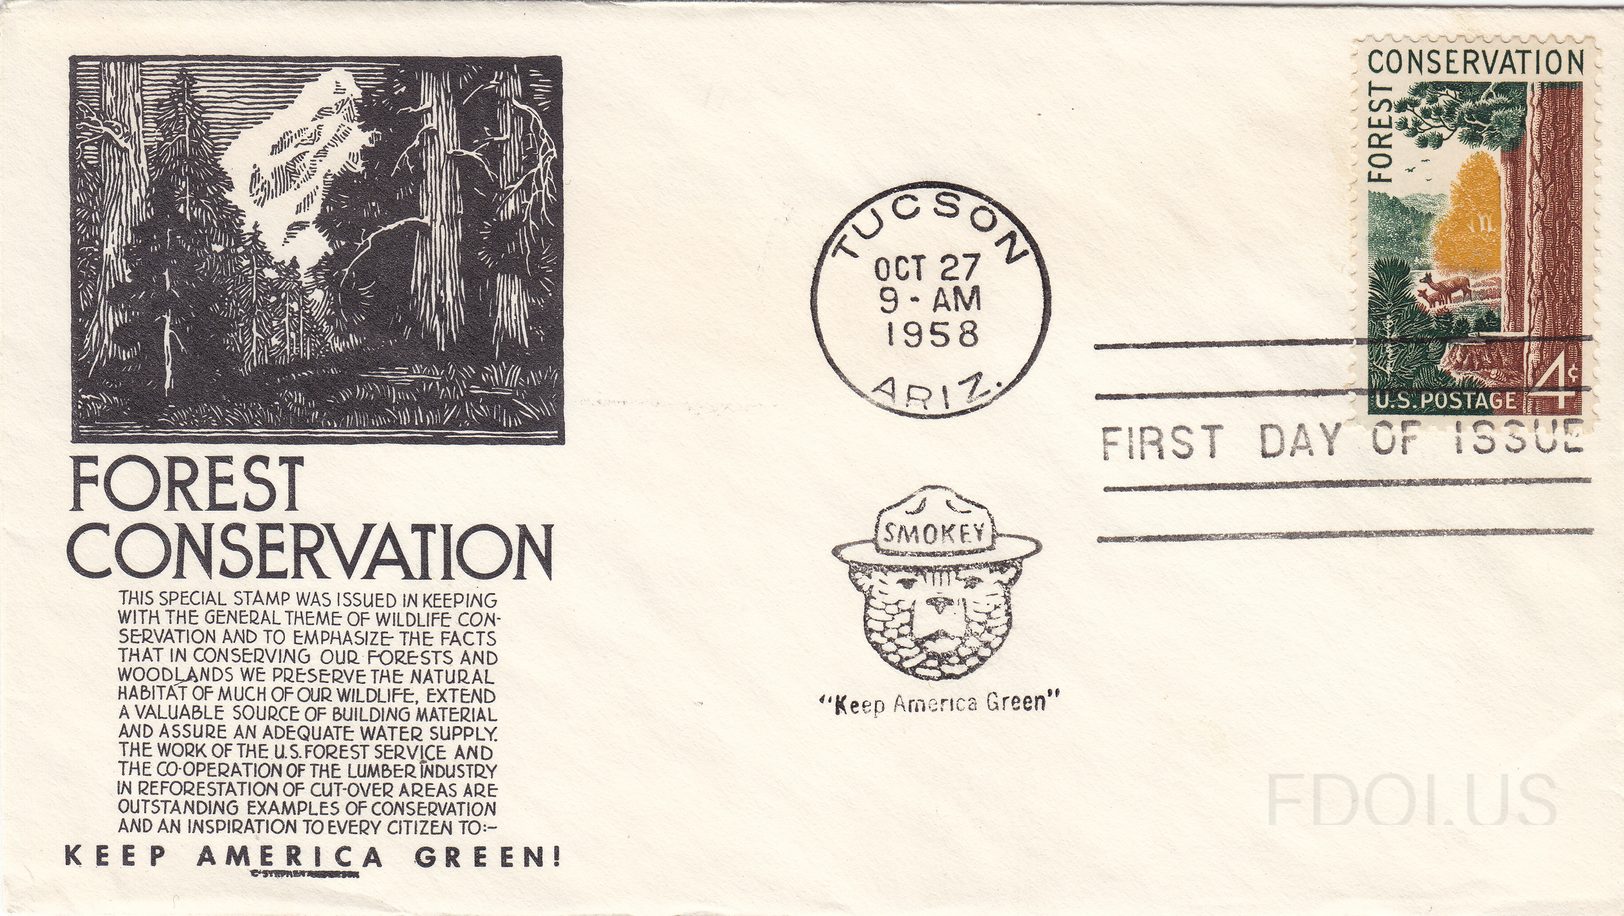 FOREST
CONSERVATION
THIS SPECIAL STAMP WAS ISSUED IN KEEPING
WITH THE GENERAL THEME OF WILDLIFE CON-
SERVATION AND TO EMPHASIZE THE FACTS
THAT IN CONSERVING OUR FORESTS AND
WOODLANDS WE PRESERVE THE NATURAL
HABITAT OF MUCH OF OUR WILDLIFE, EXTEND
A VALUABLE SOURCE OF BUILDING MATERIAL
AND ASSURE AN ADEQUATE WATER SUPPLY.
THE WORK OF THE U.S. FOREST SERVICE AND
THE CO-OPERATION OF THE LUMBER INDUSTRY
IN REFORESTATION OF CUT-OVER AREAS ARE
OUTSTANDING EXAMPLES OF CONSERVATION
AND AN INSPIRATION TO EVERY CITIZEN TO:-
KEEP AMERICA GREEN!
© STEPHEN ANDERSON
TUCSON
OCT 27
9 - AM
1958
ARIZ.
SMOKEY
"Keep America Green"
FOREST
CONSERVATION
4¢
U.S. POSTAGE
FIRST DAY OF ISSUE
FDOI.US